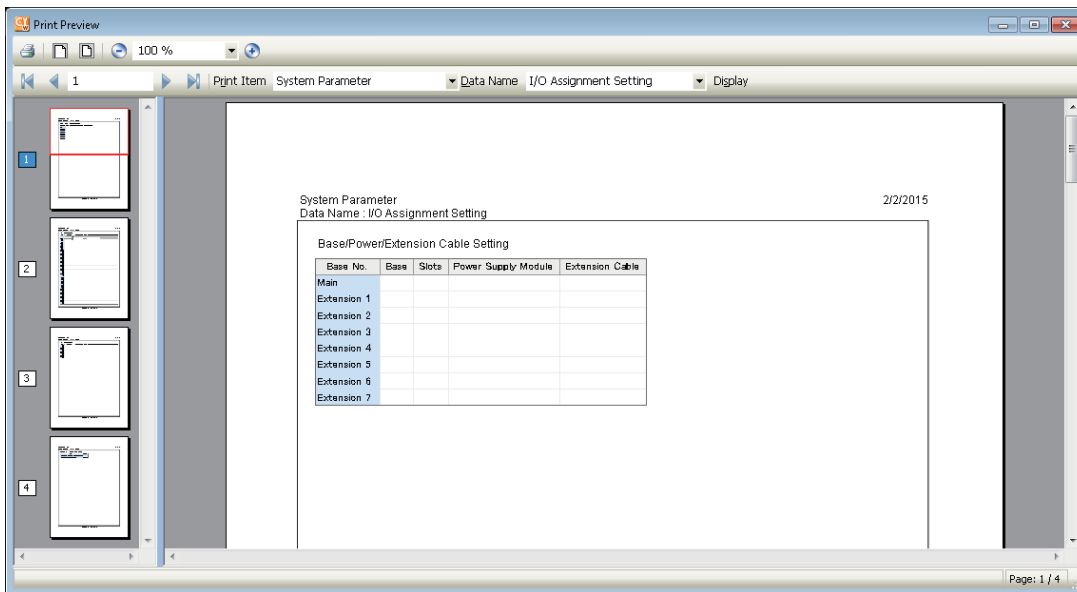 Print Preview
100 %
1 Print Item System Parameter Data Name I/O Assignment Setting Display
1
2
3
4
System Parameter 2/2/2015
Data Name : I/O Assignment Setting
Base/Power/Extension Cable Setting
Base No. Base Slots Power Supply Module Extension Cable
Main
Extension 1
Extension 2
Extension 3
Extension 4
Extension 5
Extension 6
Extension 7
Page: 1 / 4